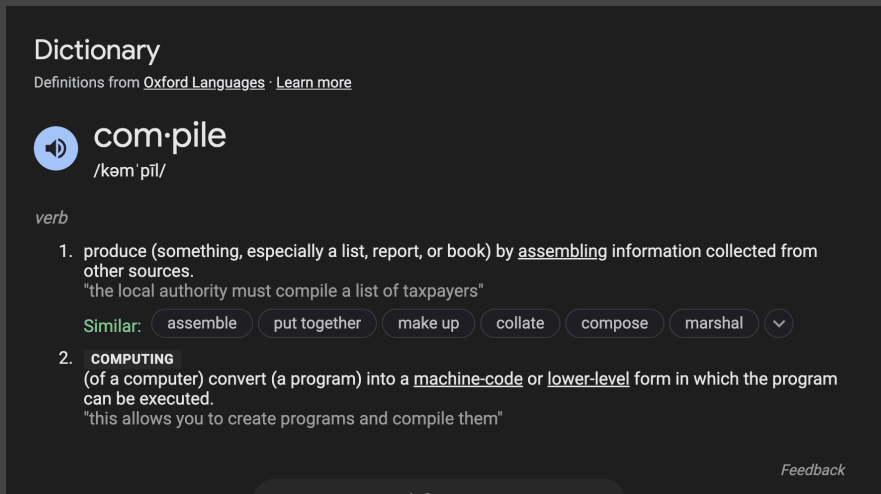 Dictionary
Definitions from Oxford Languages · Learn more
com·pile
/kəmˈpīl/
verb
1. produce (something, especially a list, report, or book) by assembling information collected from
other sources.
"the local authority must compile a list of taxpayers"
Similar: assemble put together make up collate compose marshal
2. COMPUTING
(of a computer) convert (a program) into a machine-code or lower-level form in which the program
can be executed.
"this allows you to create programs and compile them"
Feedback